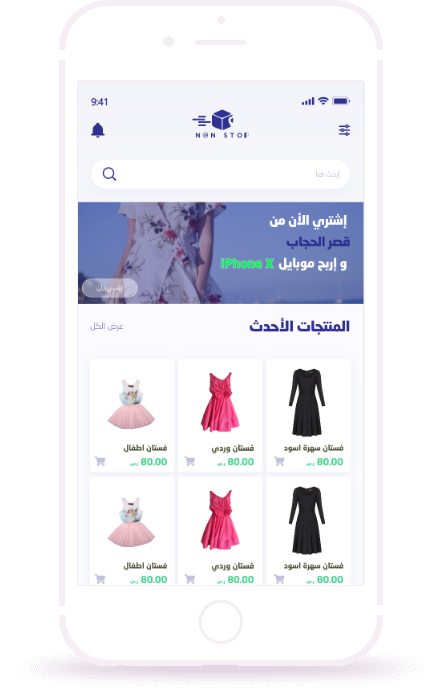 9:41
NON STOP
ابحث هنا
إشتري الأن من
قصر الحجاب
و إربح موبايل iPhone X
المنتجات الأحدث
عرض الكل
فستان سهرة اسود
فستان وردي
فستان اطفال
80.00 ر.س
80.00 ر.س
80.00 ر.س
فستان سهرة اسود
فستان وردي
فستان اطفال
80.00 ر.س
80.00 ر.س
80.00 ر.س